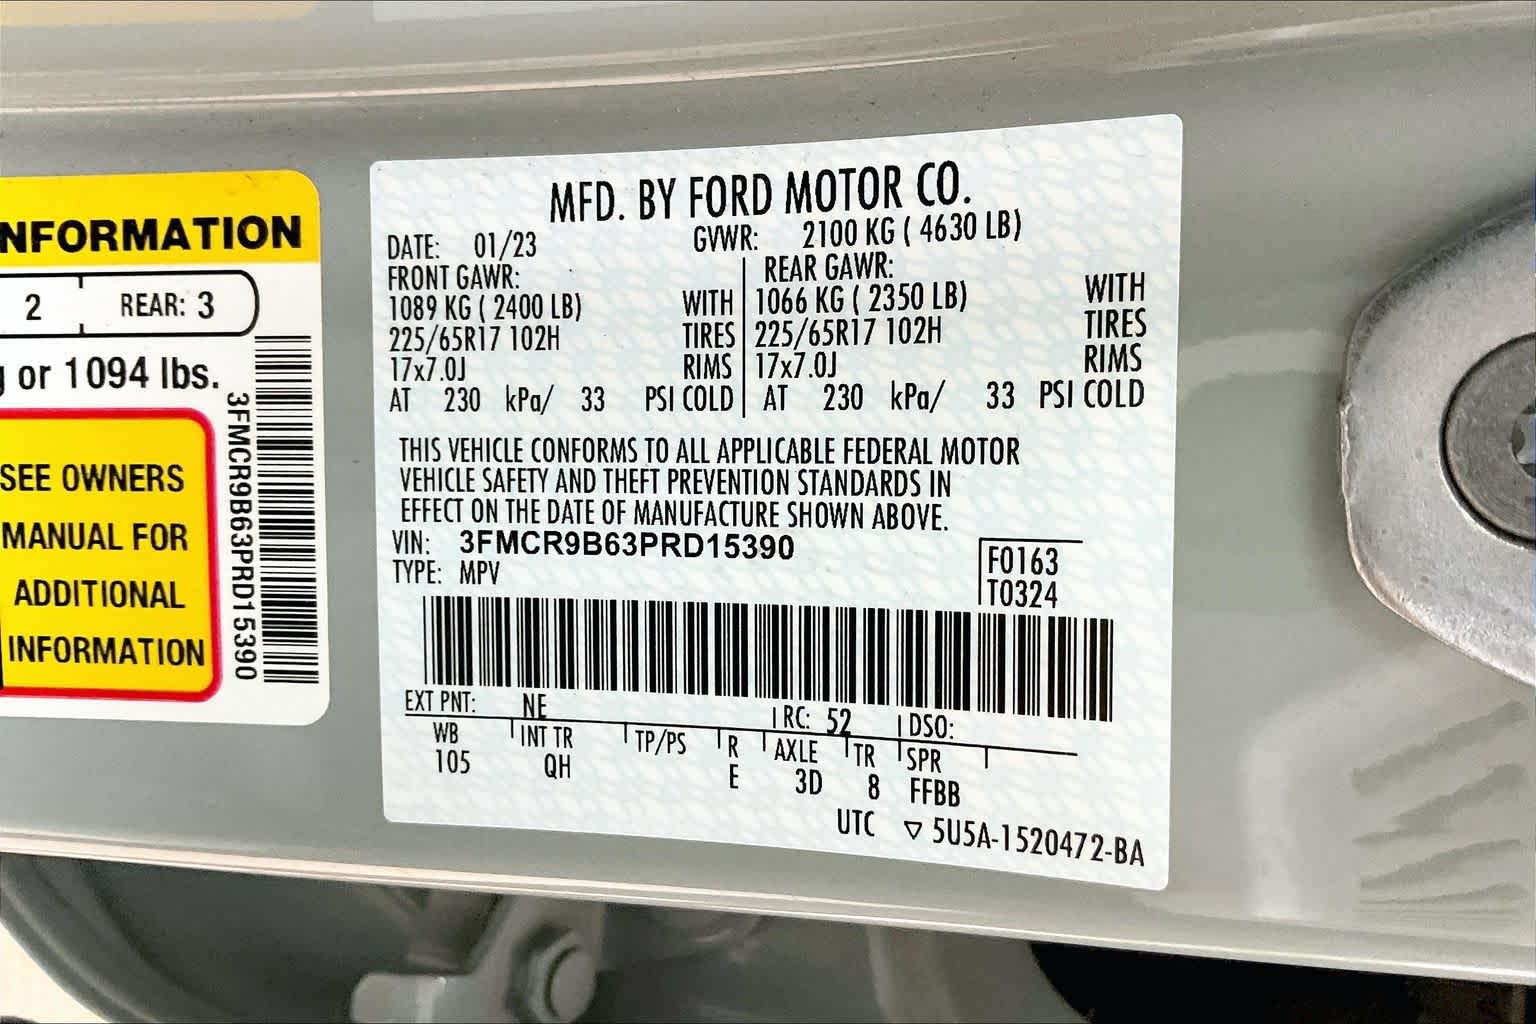 NFORMATION
2 REAR: 3
or 1094 lbs.
SEE OWNERS
MANUAL FOR
ADDITIONAL
INFORMATION
3FMCR9B63PRD15390
MFD. BY FORD MOTOR CO.
DATE: 01/23 GVWR: 2100 KG ( 4630 LB)
FRONT GAWR: REAR GAWR:
1089 KG ( 2400 LB) WITH 1066 KG ( 2350 LB) WITH
225/65R17 102H TIRES 225/65R17 102H TIRES
17x7.0J RIMS 17x7.0J RIMS
AT 230 kPa/ 33 PSI COLD AT 230 kPa/ 33 PSI COLD
THIS VEHICLE CONFORMS TO ALL APPLICABLE FEDERAL MOTOR
VEHICLE SAFETY AND THEFT PREVENTION STANDARDS IN
EFFECT ON THE DATE OF MANUFACTURE SHOWN ABOVE.
VIN: 3FMCR9B63PRD15390
TYPE: MPV
F0163
T0324
EXT PNT: NE RC: 52 DSO:
WB INT TR TP/PS R AXLE TR SPR
105 QH E 3D 8 FFBB
UTC ▽ 5U5A-1520472-BA